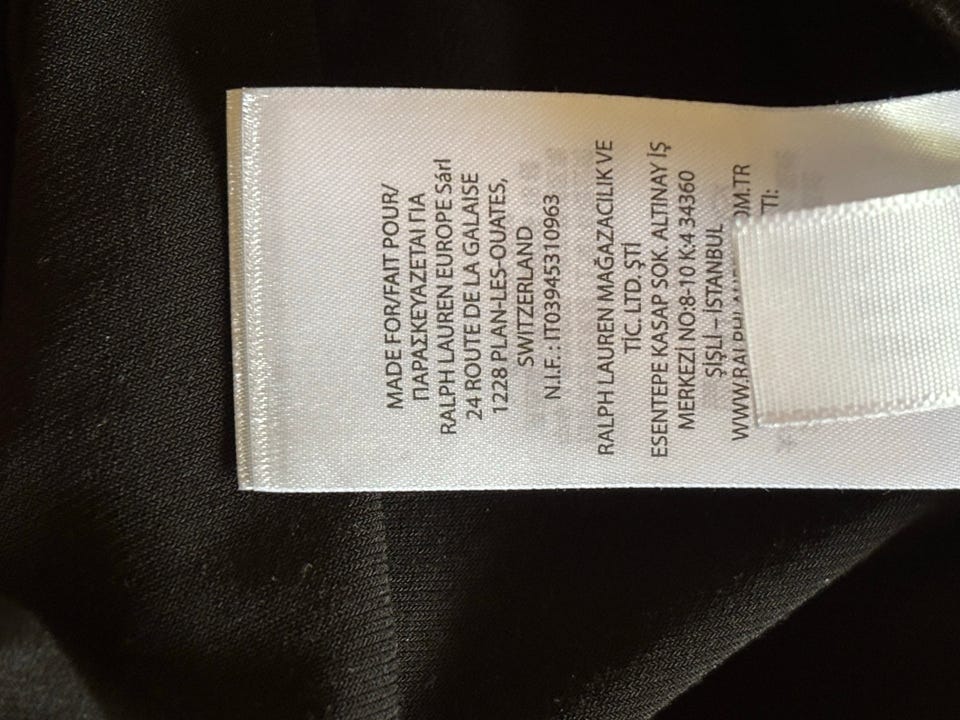 MADE FOR/FAIT POUR/
ΠΑΡΑΣΚΕΥΑΖΕΤΑΙ ΓΙΑ
RALPH LAUREN EUROPE Sárl
24 ROUTE DE LA GALAISE
1228 PLAN-LES-OUATES,
SWITZERLAND
N.I.F. : IT03945310963
RALPH LAUREN MAĞAZACILIK VE
TİC. LTD. ŞTİ
ESENTEPE KASAP SOK. ALTINAY İŞ
MERKEZİ NO:8-10 K:4 34360
ŞİŞLİ – İSTANBUL